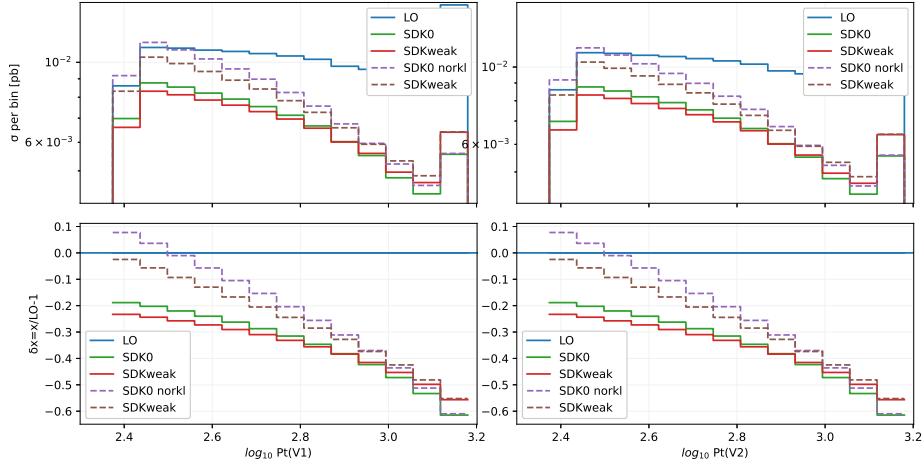 LO
SDK0
SDKweak
SDK0 norkl
SDKweak
10⁻²
6 × 10⁻³
σ per bin [pb]
LO
SDK0
SDKweak
SDK0 norkl
SDKweak
10⁻²
6 × 10⁻³
0.1
0.0
−0.1
−0.2
−0.3
−0.4
−0.5
−0.6
δx=x/LO-1
LO
SDK0
SDKweak
SDK0 norkl
SDKweak
2.4 2.6 2.8 3.0 3.2
log₁₀ Pt(V1)
0.1
0.0
−0.1
−0.2
−0.3
−0.4
−0.5
−0.6
LO
SDK0
SDKweak
SDK0 norkl
SDKweak
2.4 2.6 2.8 3.0 3.2
log₁₀ Pt(V2)